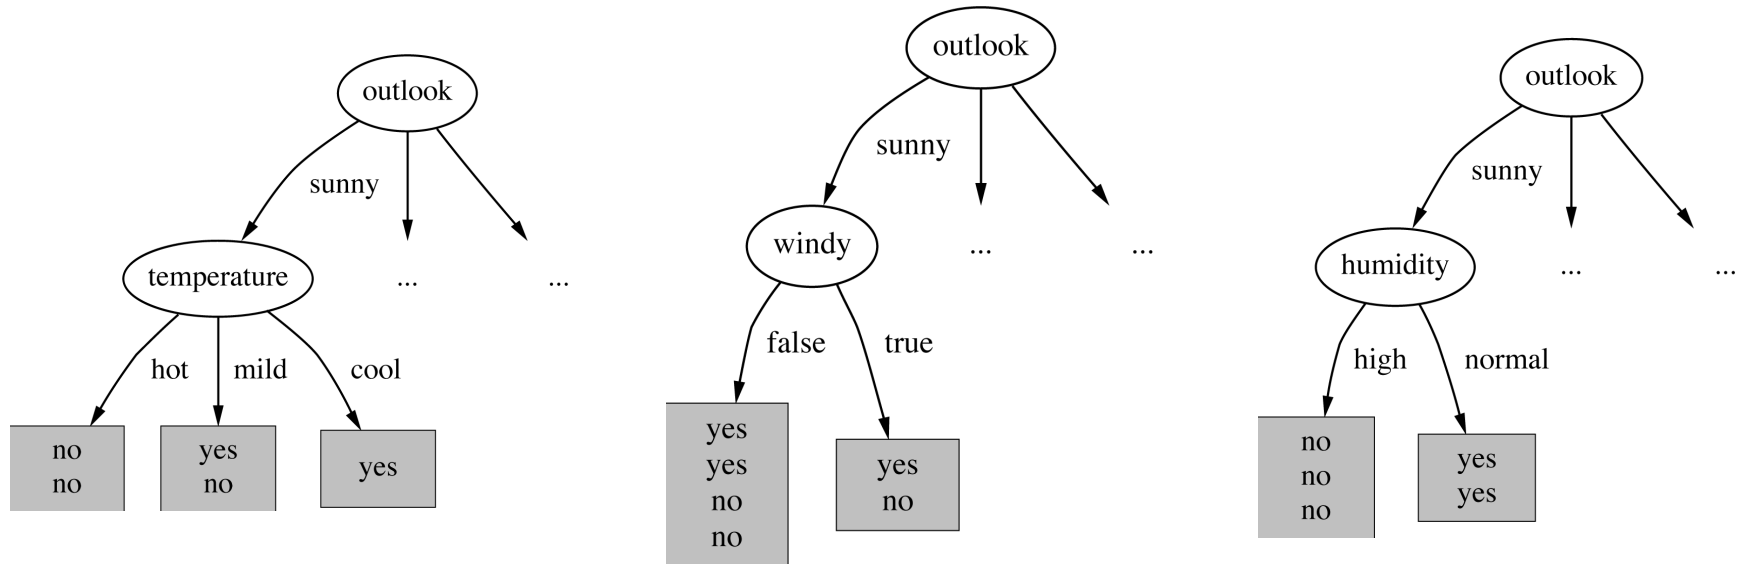 outlook
sunny
temperature
...
...
hot
mild
cool
no
no
yes
no
yes
outlook
sunny
windy
...
...
false
true
yes
yes
no
no
yes
no
outlook
sunny
humidity
...
...
high
normal
no
no
no
yes
yes